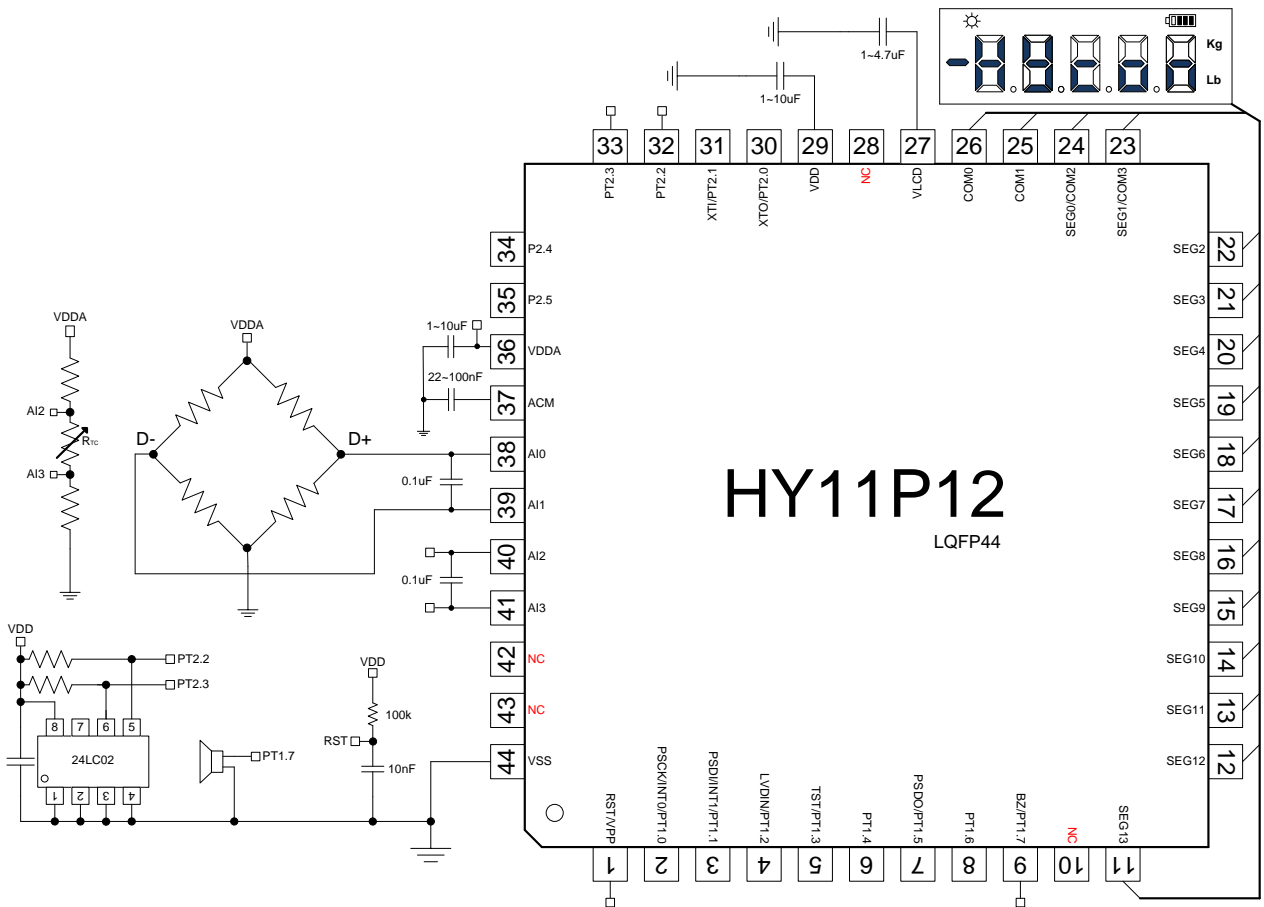 Kg
Lb
1~4.7uF
1~10uF
33 32 31 30 29 28 27 26 25 24 23
PT2.3
PT2.2
XTI/PT2.1
XTO/PT2.0
VDD
NC
VLCD
COM0
COM1
SEG0/COM2
SEG1/COM3
34 P2.4
35 P2.5
36 VDDA
37 ACM
38 AI0
39 AI1
40 AI2
41 AI3
42 NC
43 NC
44 VSS
SEG2 22
SEG3 21
SEG4 20
SEG5 19
SEG6 18
SEG7 17
SEG8 16
SEG9 15
SEG10 14
SEG11 13
SEG12 12
HY11P12
LQFP44
VDDA
AI2
RTC
AI3
VDDA
D-
D+
1~10uF
22~100nF
0.1uF
0.1uF
VDD
PT2.2
PT2.3
8 7 6 5
24LC02
1 2 3 4
PT1.7
VDD
100k
RST
10nF
RST/VPP
PSCK/INT0/PT1.0
PSDI/INT1/PT1.1
LVDIN/PT1.2
TST/PT1.3
PT1.4
PSDO/PT1.5
PT1.6
BZ/PT1.7
NC
SEG13
1 2 3 4 5 6 7 8 9 10 11